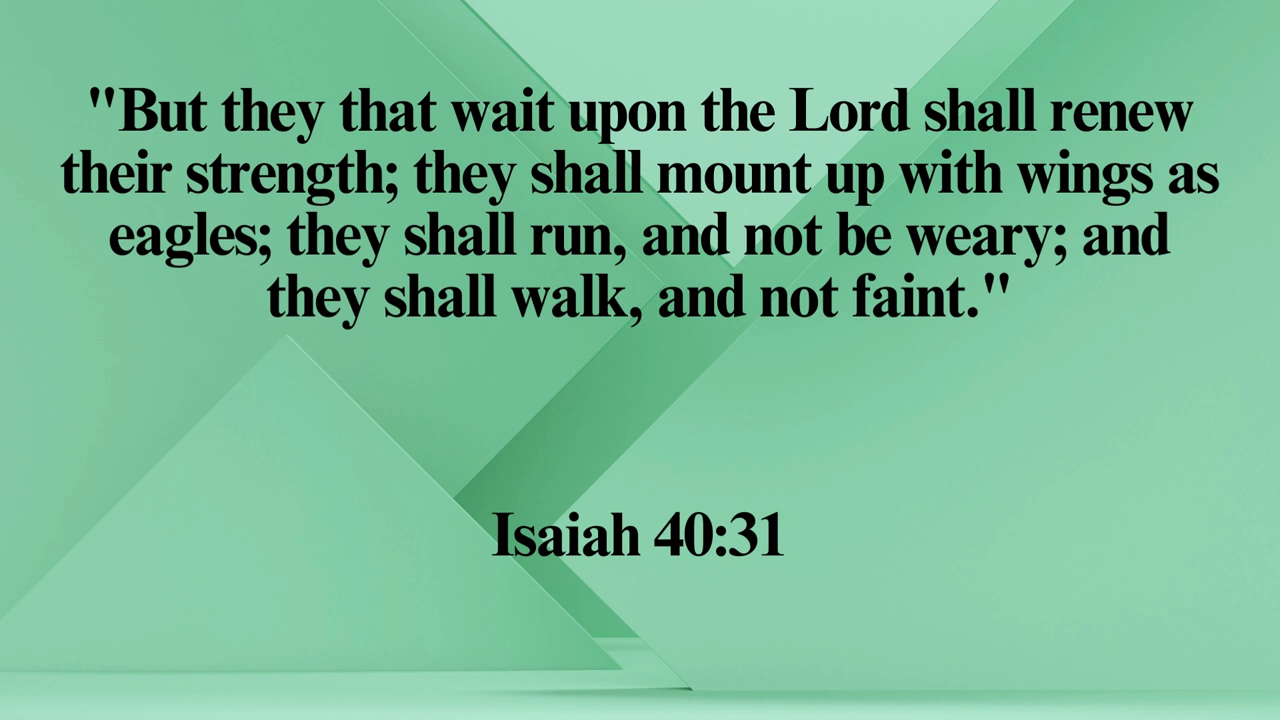 "But they that wait upon the Lord shall renew
their strength; they shall mount up with wings as
eagles; they shall run, and not be weary; and
they shall walk, and not faint."
Isaiah 40:31